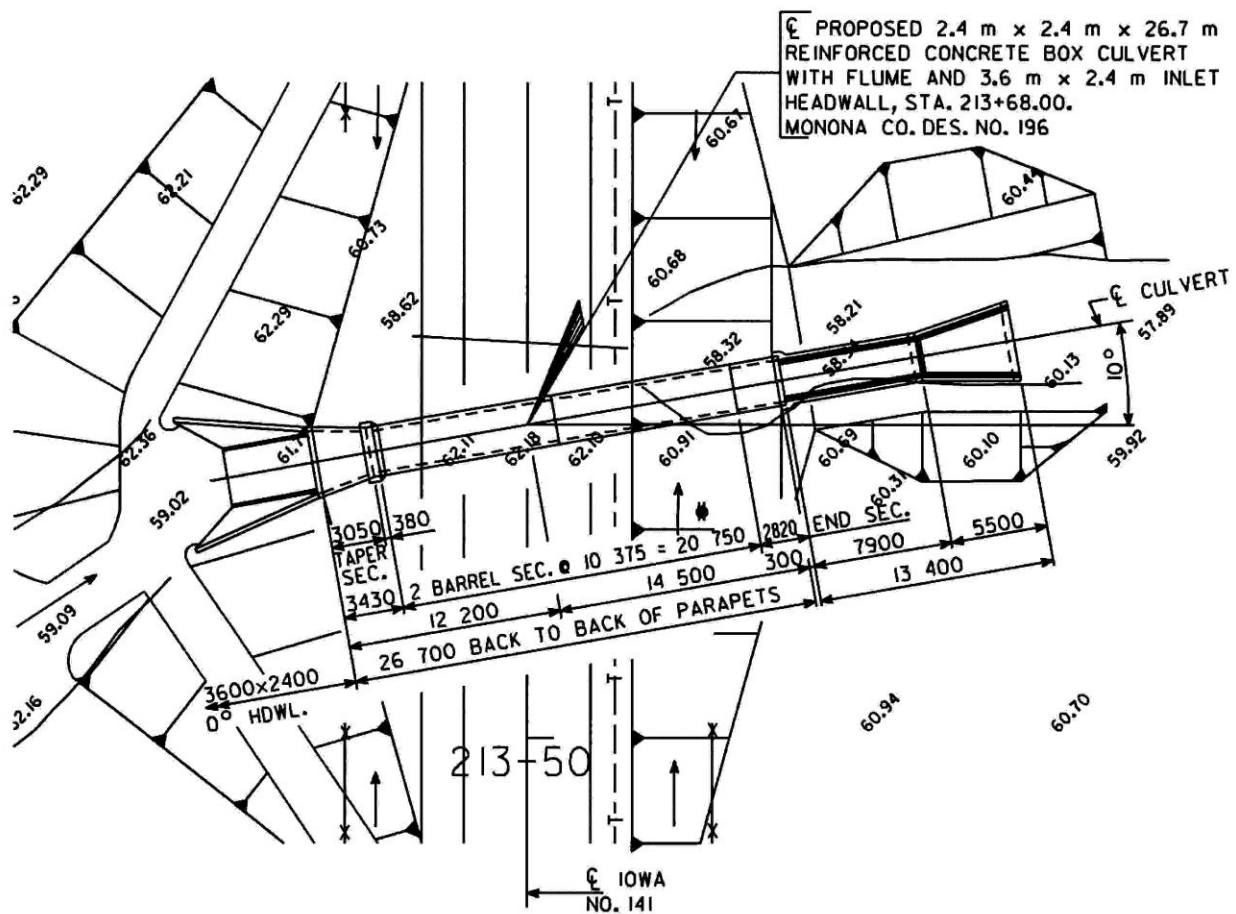 ℄ PROPOSED 2.4 m x 2.4 m x 26.7 m
REINFORCED CONCRETE BOX CULVERT
WITH FLUME AND 3.6 m x 2.4 m INLET
HEADWALL, STA. 213+68.00.
MONONA CO. DES. NO. 196
62.29
62.21
60.67
60.44
60.73
60.68
62.29
58.62
58.21
58.32
℄ CULVERT
57.89
10°
60.13
62.36
62.11
62.18
62.10
60.91
60.69
60.10
59.92
60.31
59.02
3050
380
TAPER
SEC.
2820
END SEC.
7900
5500
2 BARREL SEC. @ 10 375 = 20 750
3430
12 200
14 500
300
13 400
26 700 BACK TO BACK OF PARAPETS
59.09
3600x2400
0° HDWL.
60.94
60.70
213-50
℄ IOWA
NO. 141